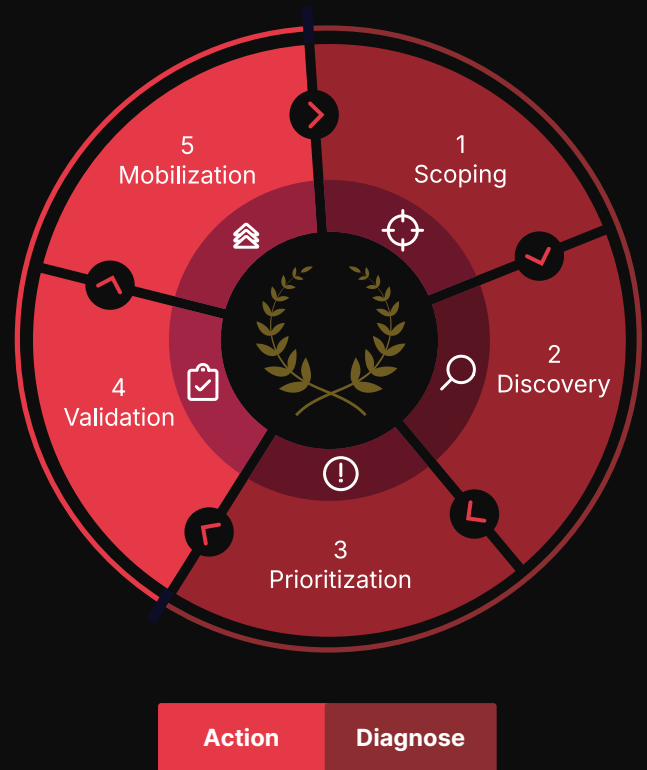 1
Scoping
2
Discovery
3
Prioritization
4
Validation
5
Mobilization
Action
Diagnose